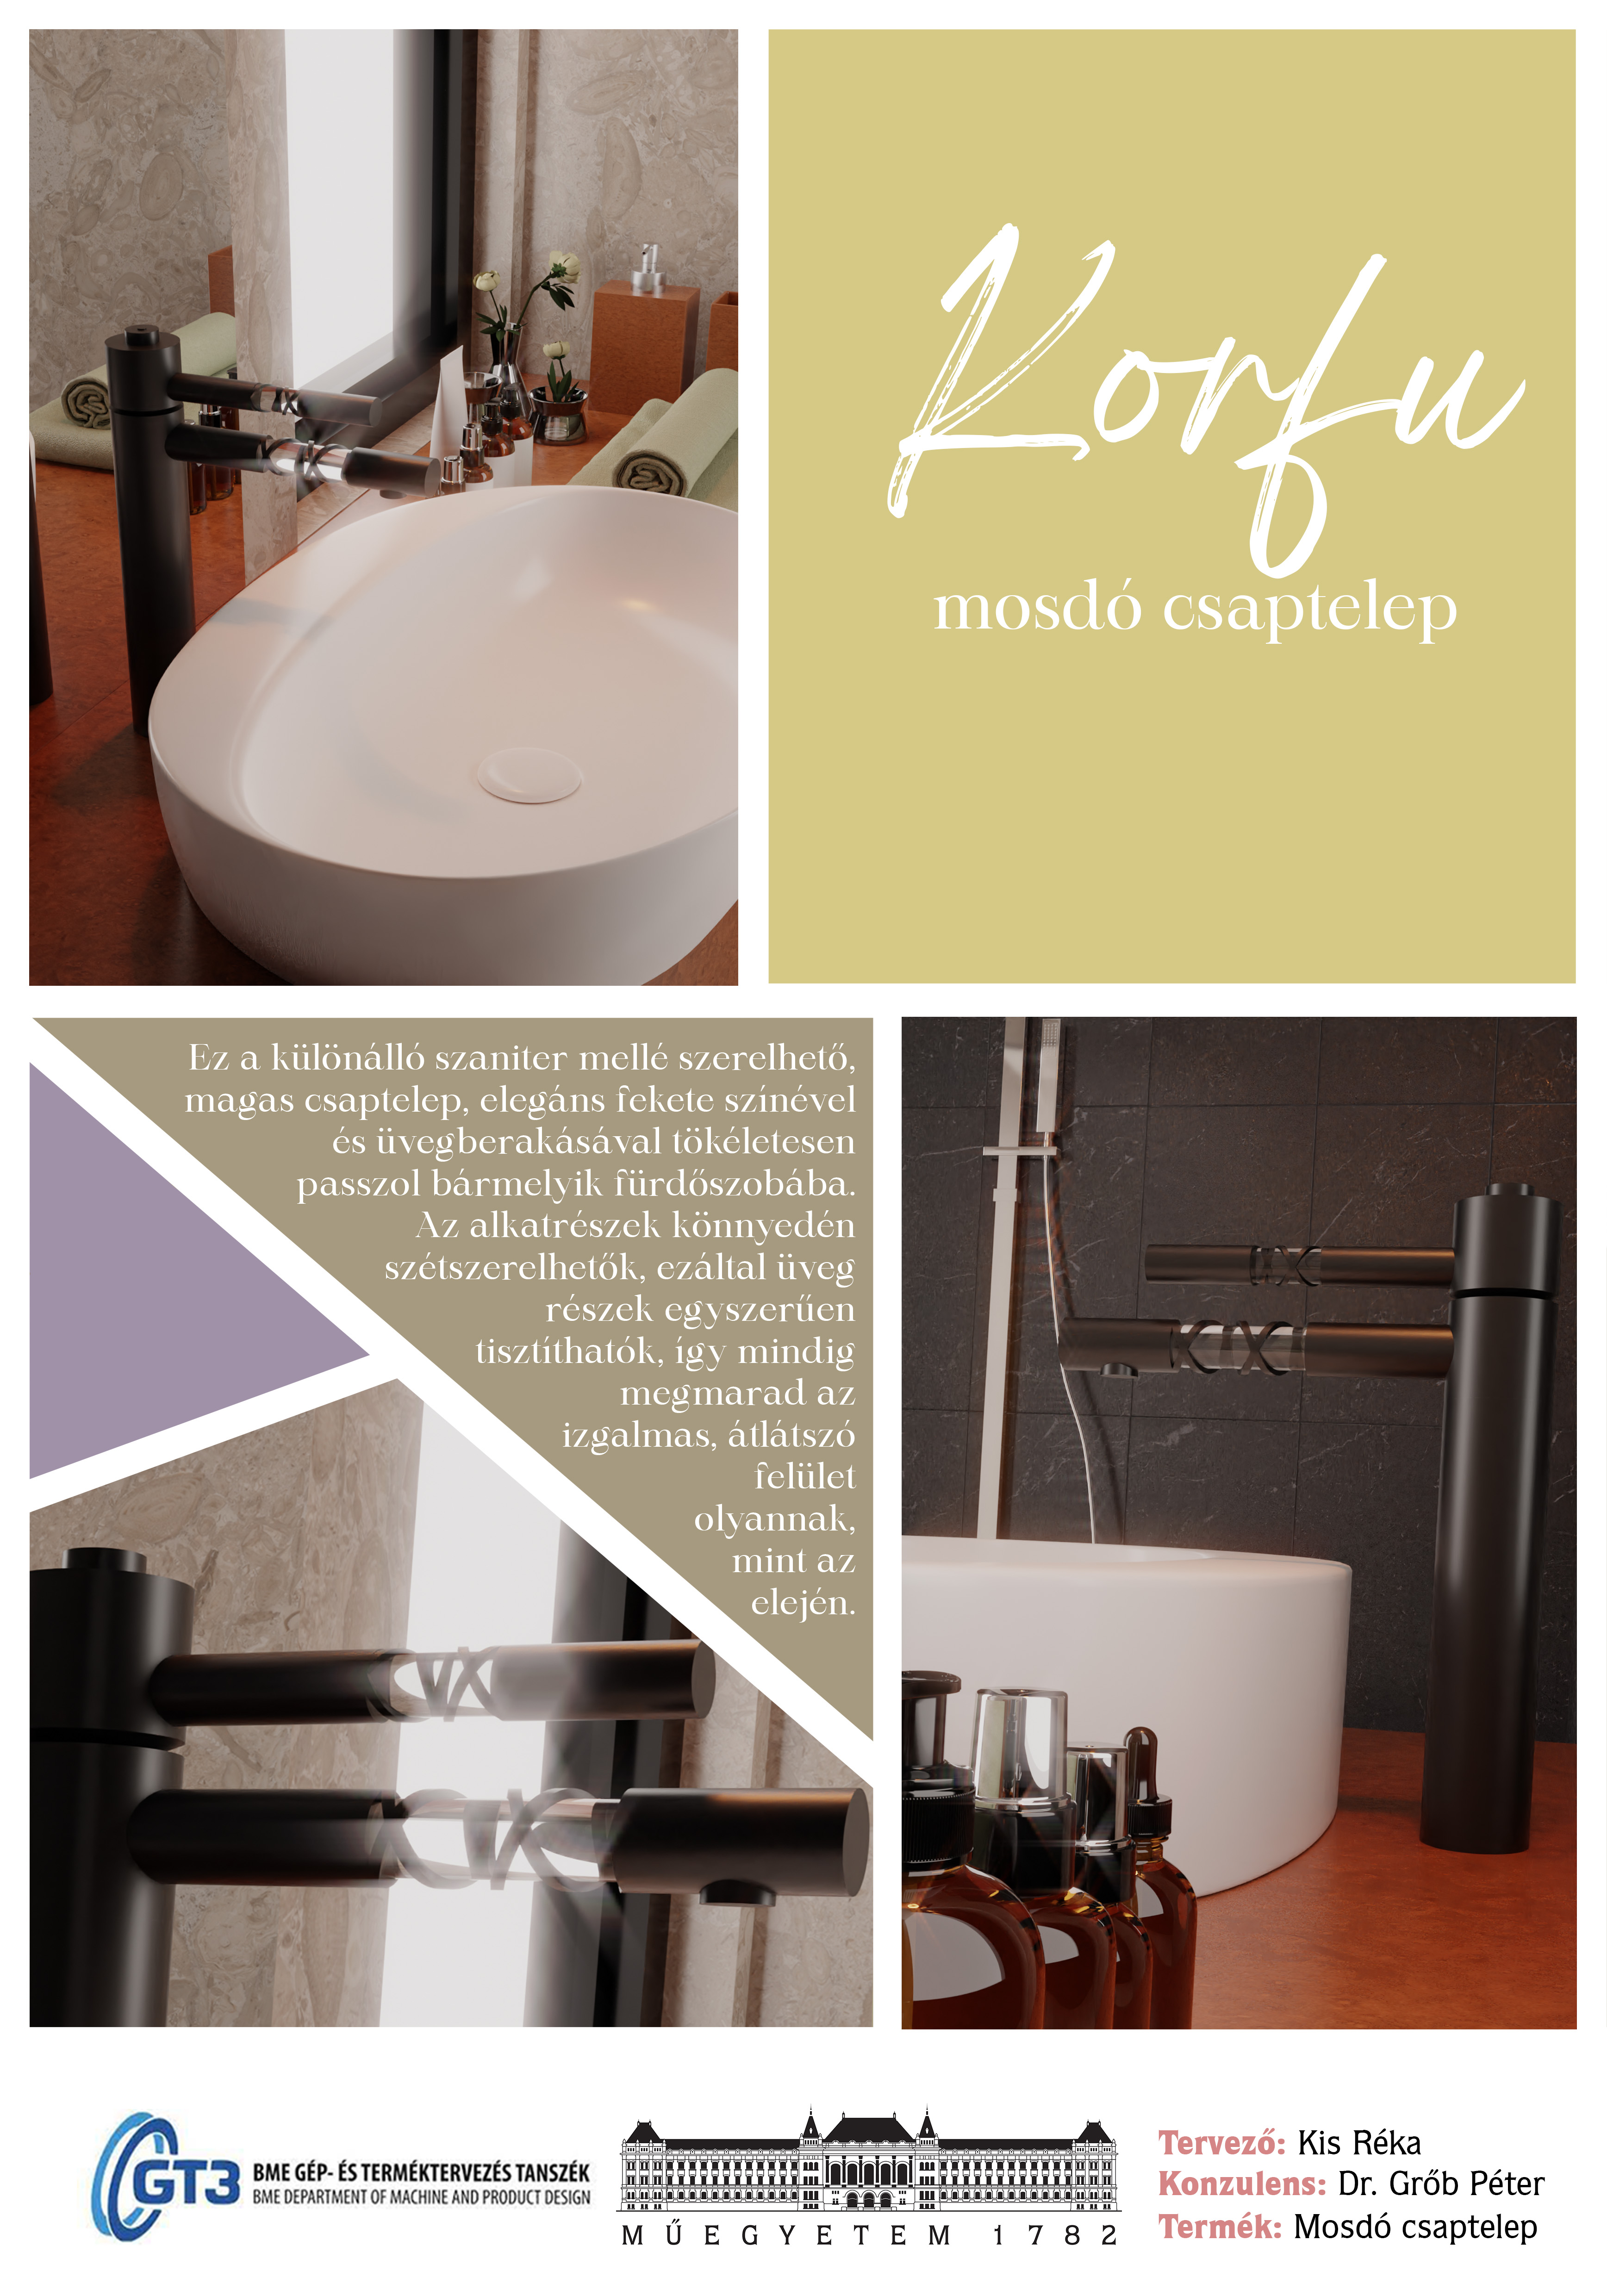 Korfu
mosdó csaptelep
Ez a különálló szaniter mellé szerelhető,
magas csaptelep, elegáns fekete színével
és üvegberakásával tökéletesen
passzol bármelyik fürdőszobába.
Az alkatrészek könnyedén
szétszerelhetők, ezáltal üveg
részek egyszerűen
tisztíthatók, így mindig
megmarad az
izgalmas, átlátszó
felület
olyannak,
mint az
elején.
GT3
BME GÉP- ÉS TERMÉKTERVEZÉS TANSZÉK
BME DEPARTMENT OF MACHINE AND PRODUCT DESIGN
MŰEGYETEM 1782
Tervező: Kis Réka
Konzulens: Dr. Grőb Péter
Termék: Mosdó csaptelep